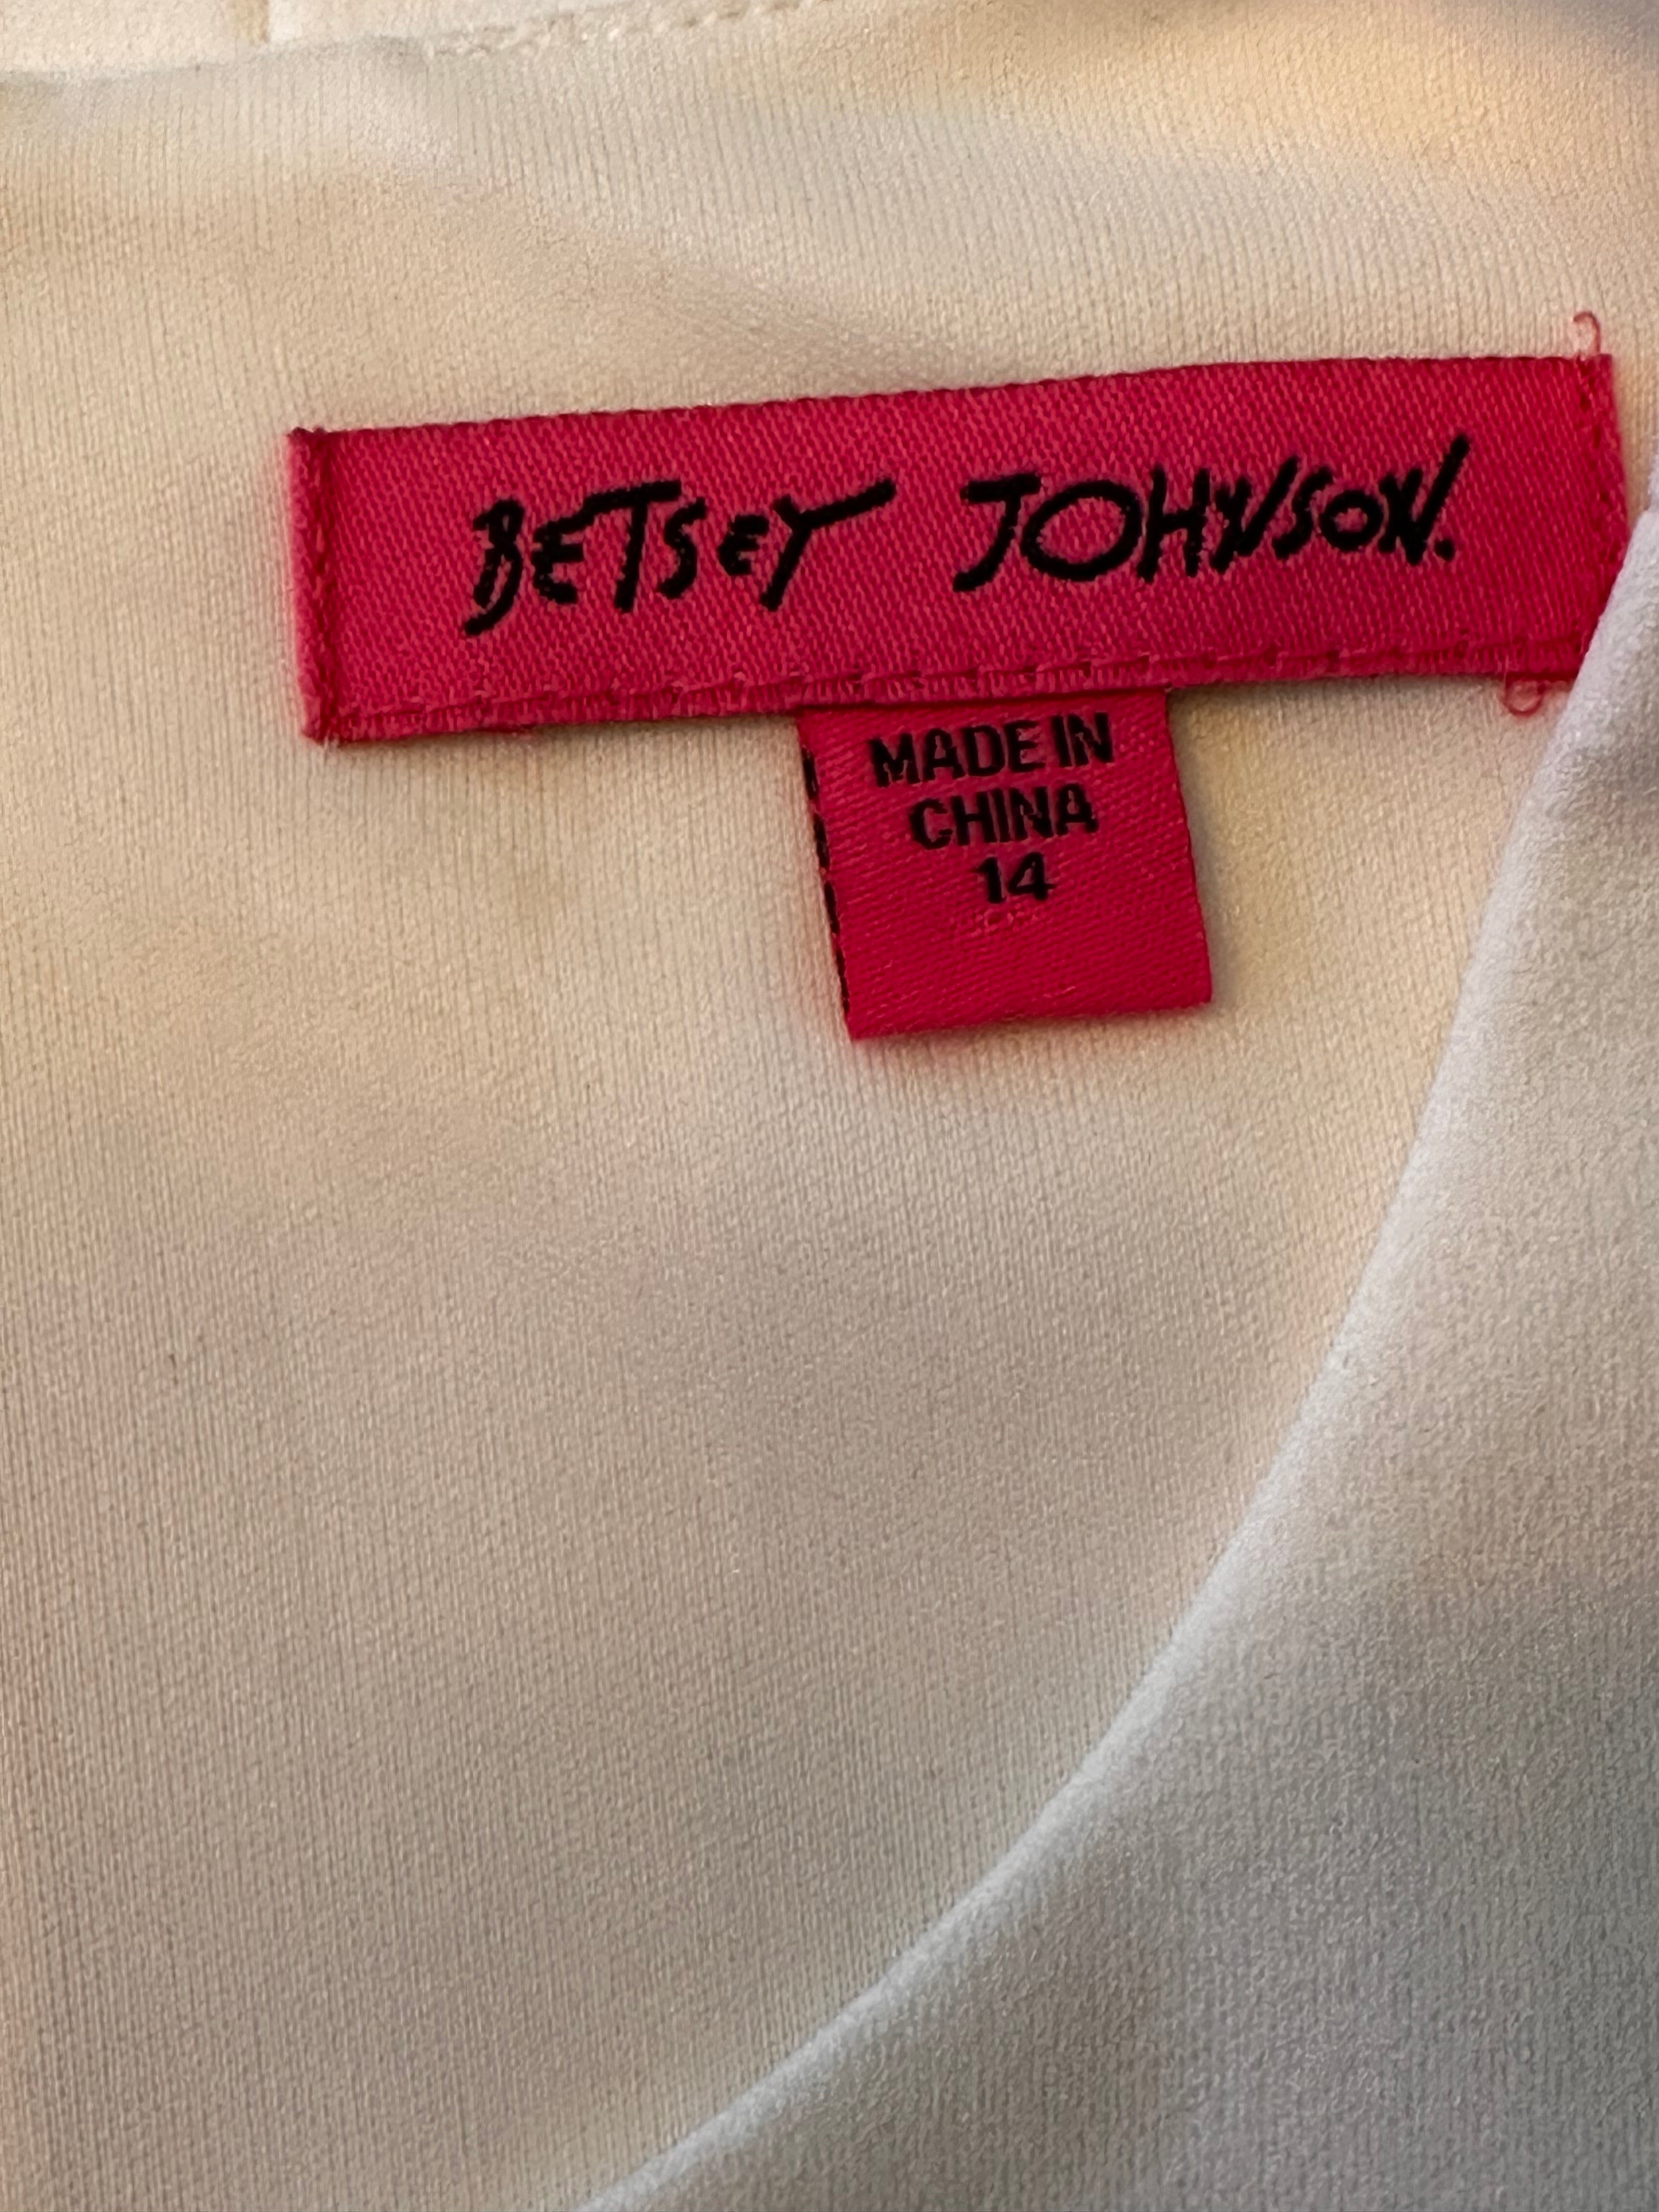 BETSEY JOHNSON.
MADE IN
CHINA
14